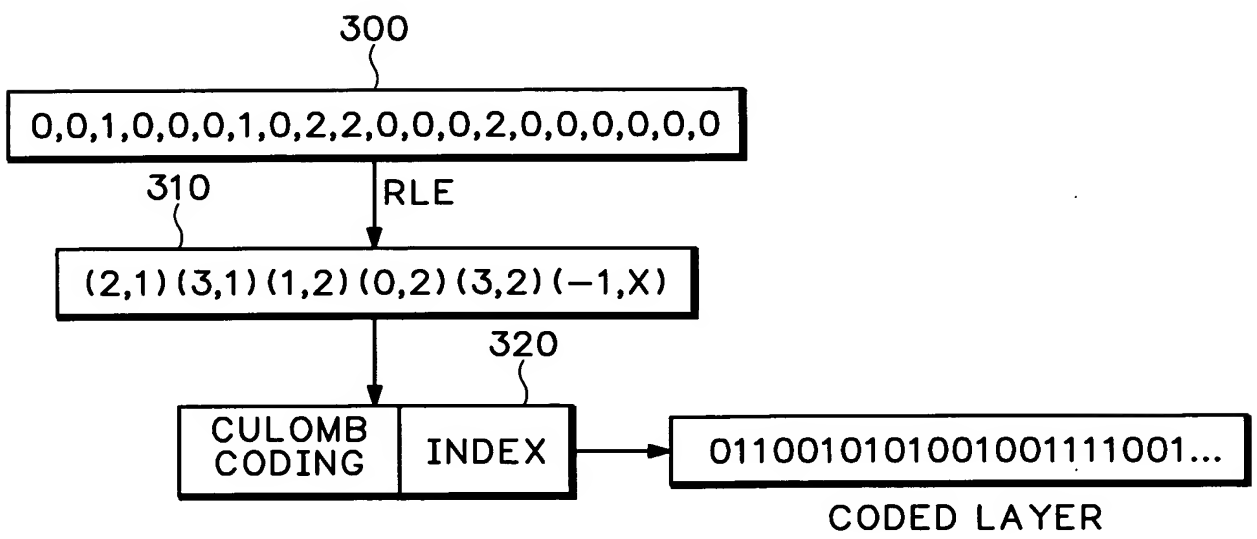 300
0,0,1,0,0,0,1,0,2,2,0,0,0,2,0,0,0,0,0,0
RLE
310
(2,1)(3,1)(1,2)(0,2)(3,2)(−1,X)
320
CULOMB
CODING
INDEX
0110010101001001111001...
CODED LAYER